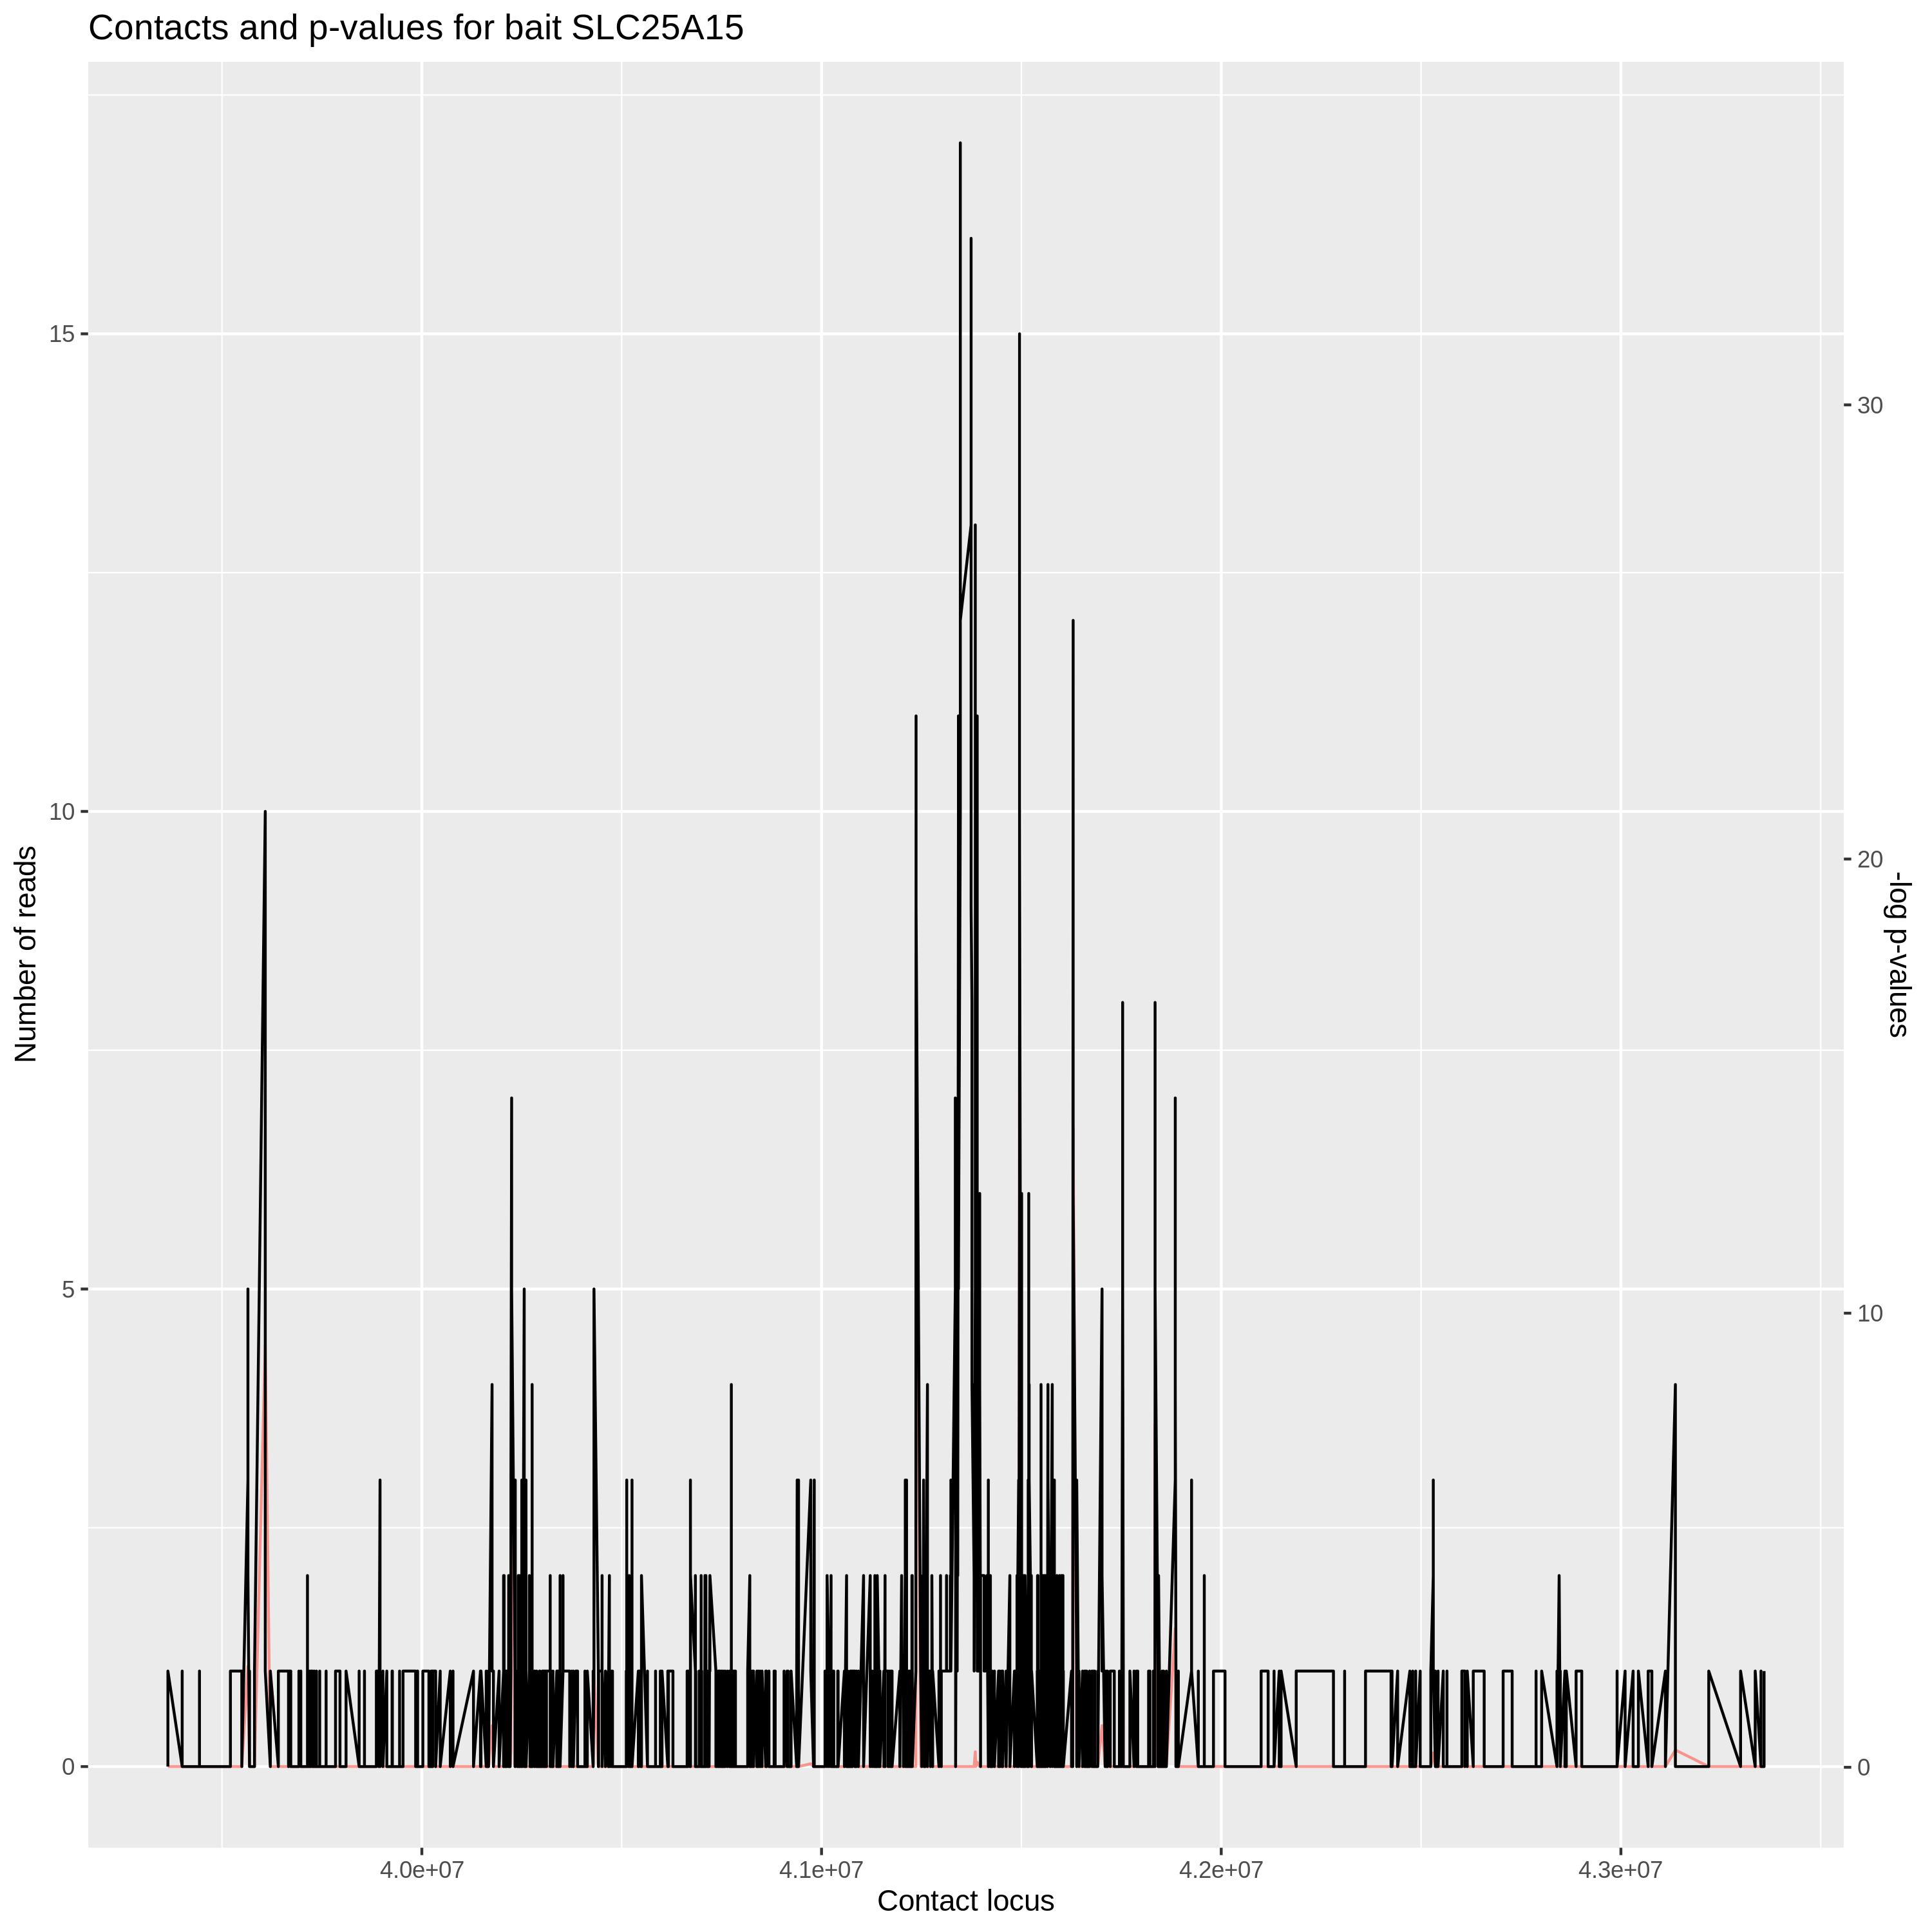 Contacts and p-values for bait SLC25A15
15
10
5
0
Number of reads
30
20
10
0
-log p-values
4.0e+07
4.1e+07
4.2e+07
4.3e+07
Contact locus